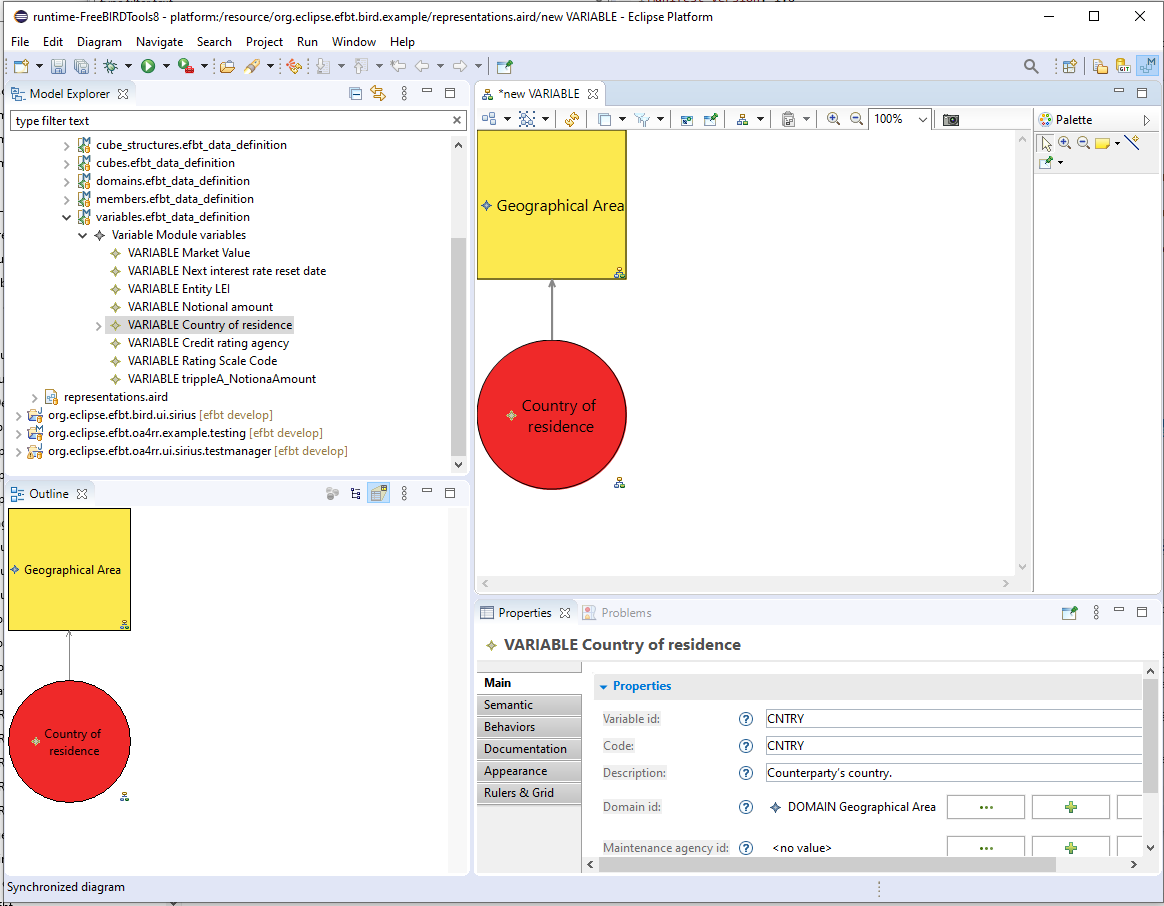 runtime-FreeBIRDTools8 - platform:/resource/org.eclipse.efbt.bird.example/representations.aird/new VARIABLE - Eclipse Platform
File Edit Diagram Navigate Search Project Run Window Help
Model Explorer
type filter text
cube_structures.efbt_data_definition
cubes.efbt_data_definition
domains.efbt_data_definition
members.efbt_data_definition
variables.efbt_data_definition
Variable Module variables
VARIABLE Market Value
VARIABLE Next interest rate reset date
VARIABLE Entity LEI
VARIABLE Notional amount
VARIABLE Country of residence
VARIABLE Credit rating agency
VARIABLE Rating Scale Code
VARIABLE trippleA_NotionaAmount
representations.aird
org.eclipse.efbt.bird.ui.sirius [efbt develop]
org.eclipse.efbt.oa4rr.example.testing [efbt develop]
org.eclipse.efbt.oa4rr.ui.sirius.testmanager [efbt develop]
Outline
Geographical Area
Country of
residence
*new VARIABLE
100%
Palette
Geographical Area
Country of
residence
Properties Problems
VARIABLE Country of residence
Main
Semantic
Behaviors
Documentation
Appearance
Rulers & Grid
Properties
Variable id: CNTRY
Code: CNTRY
Description: Counterparty's country.
Domain id: DOMAIN Geographical Area
Maintenance agency id: <no value>
Synchronized diagram